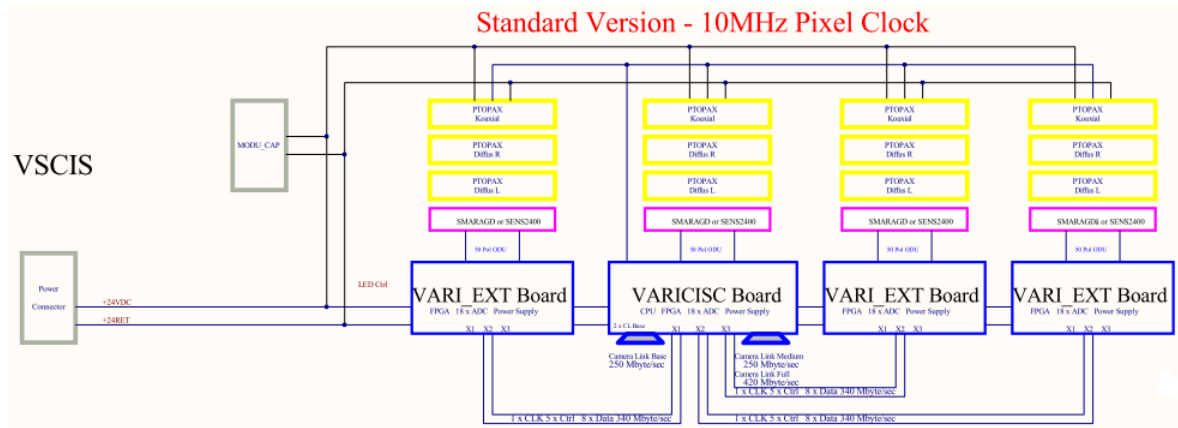 Standard Version - 10MHz Pixel Clock
VSCIS
MODU_CAP
PTOPAX
Koaxial
PTOPAX
Diffus R
PTOPAX
Diffus L
SMARAGD or SENS2400
50 Pol ODU
PTOPAX
Koaxial
PTOPAX
Diffus R
PTOPAX
Diffus L
SMARAGD or SENS2400
50 Pol ODU
PTOPAX
Koaxial
PTOPAX
Diffus R
PTOPAX
Diffus L
SMARAGD or SENS2400
50 Pol ODU
PTOPAX
Koaxial
PTOPAX
Diffus R
PTOPAX
Diffus L
SMARAGDä or SENS2400
50 Pol ODU
Power
Connector
+24VDC
+24RET
LED Ctrl
VARI_EXT Board
FPGA 18 x ADC Power Supply
X1 X2 X3
VARICISC Board
CPU FPGA 18 x ADC Power Supply
2 x CL Base
X1 X2 X3
VARI_EXT Board
FPGA 18 x ADC Power Supply
X1 X2 X3
VARI_EXT Board
FPGA 18 x ADC Power Supply
X1 X2 X3
Camera Link Base
250 Mbyte/sec
Camera Link Medium
250 Mbyte/sec
Camera Link Full
420 Mbyte/sec
1 x CLK 5 x Ctrl 8 x Data 340 Mbyte/sec
1 x CLK 5 x Ctrl 8 x Data 340 Mbyte/sec
1 x CLK 5 x Ctrl 8 x Data 340 Mbyte/sec